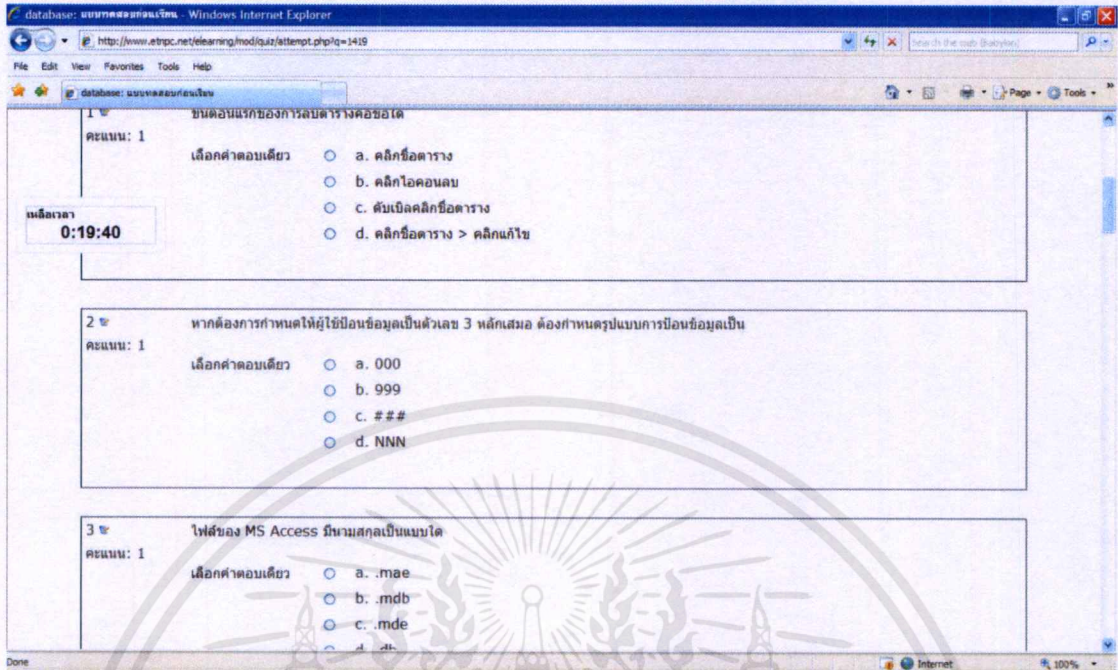 database: แบบทดสอบก่อนเรียน - Windows Internet Explorer
http://www.etnpc.net/elearning/mod/quiz/attempt.php?q=1419
Search the web (Babylon)
File Edit View Favorites Tools Help
database: แบบทดสอบก่อนเรียน
Page Tools
1 ขั้นตอนแรกของการลบตารางคือข้อใด
คะแนน: 1
เลือกคำตอบเดียว
a. คลิกชื่อตาราง
b. คลิกไอคอนลบ
c. ดับเบิลคลิกชื่อตาราง
d. คลิกชื่อตาราง > คลิกแก้ไข
เหลือเวลา
0:19:40
2 หากต้องการกำหนดให้ผู้ใช้ป้อนข้อมูลเป็นตัวเลข 3 หลักเสมอ ต้องกำหนดรูปแบบการป้อนข้อมูลเป็น
คะแนน: 1
เลือกคำตอบเดียว
a. 000
b. 999
c. ###
d. NNN
3 ไฟล์ของ MS Access มีนามสกุลเป็นแบบใด
คะแนน: 1
เลือกคำตอบเดียว
a. .mae
b. .mdb
c. .mde
d. .db
Done
Internet
100%